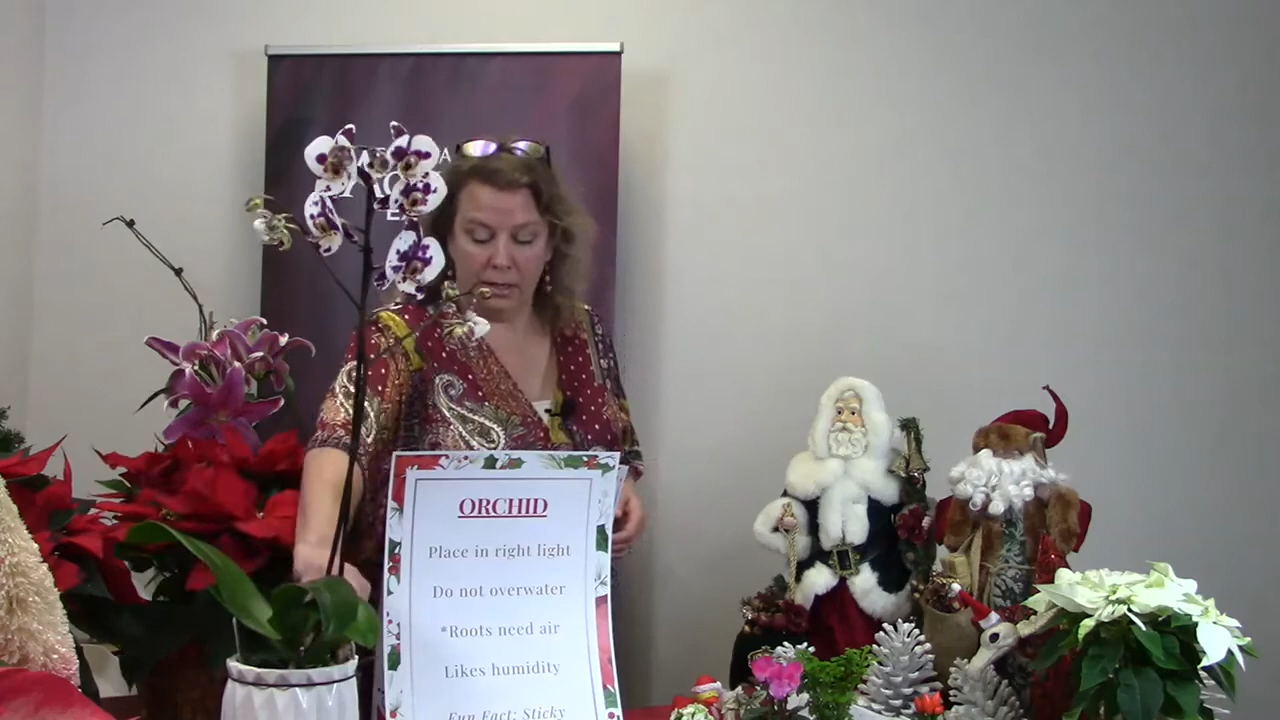 ORCHID
Place in right light
Do not overwater
*Roots need air
Likes humidity
Fun Fact: Sticky